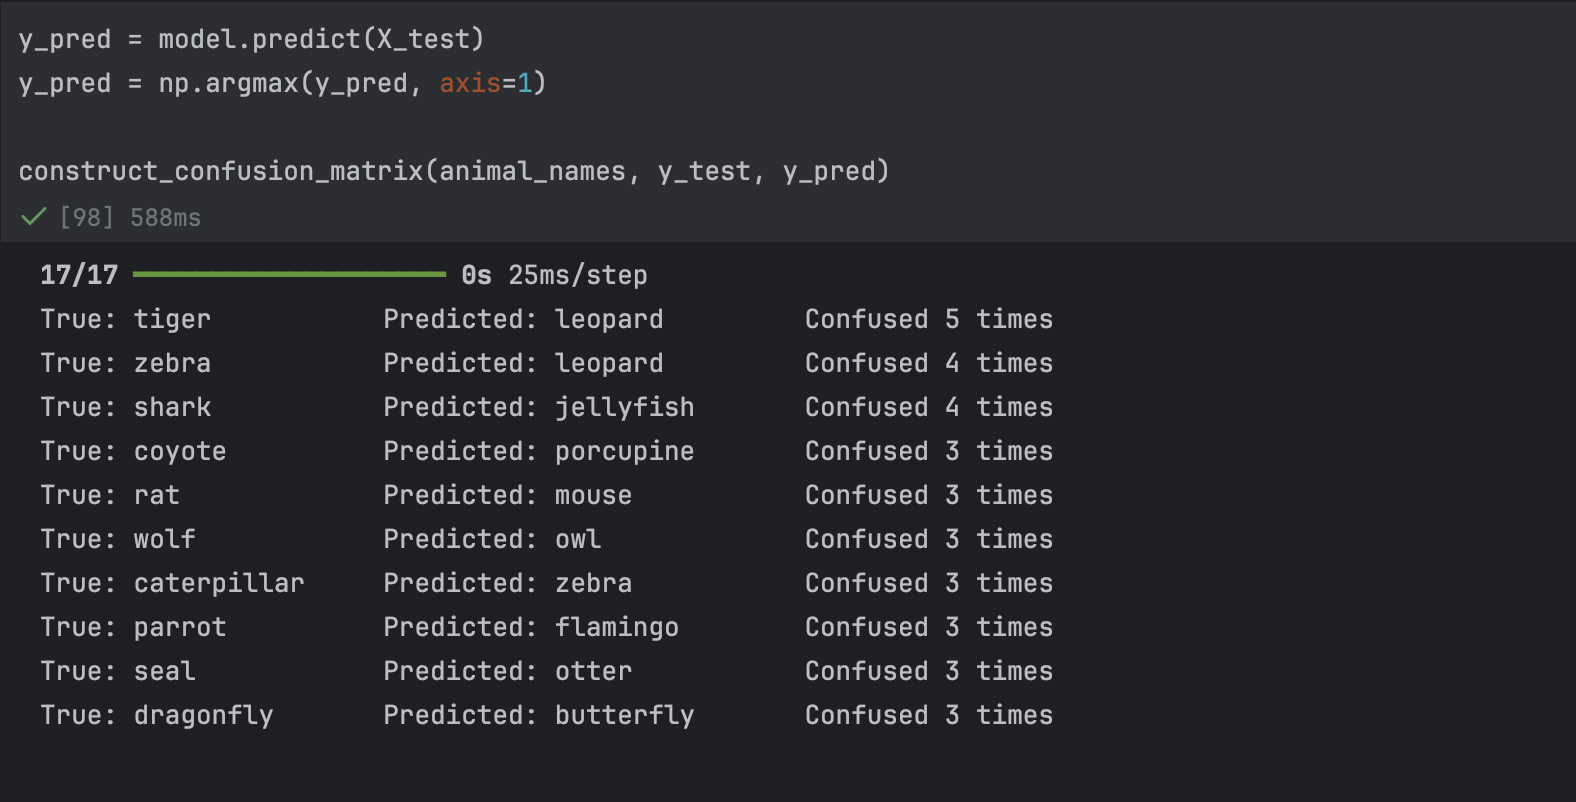 y_pred = model.predict(X_test)
y_pred = np.argmax(y_pred, axis=1)
construct_confusion_matrix(animal_names, y_test, y_pred)
[98] 588ms
17/17 0s 25ms/step
True: tiger Predicted: leopard Confused 5 times
True: zebra Predicted: leopard Confused 4 times
True: shark Predicted: jellyfish Confused 4 times
True: coyote Predicted: porcupine Confused 3 times
True: rat Predicted: mouse Confused 3 times
True: wolf Predicted: owl Confused 3 times
True: caterpillar Predicted: zebra Confused 3 times
True: parrot Predicted: flamingo Confused 3 times
True: seal Predicted: otter Confused 3 times
True: dragonfly Predicted: butterfly Confused 3 times